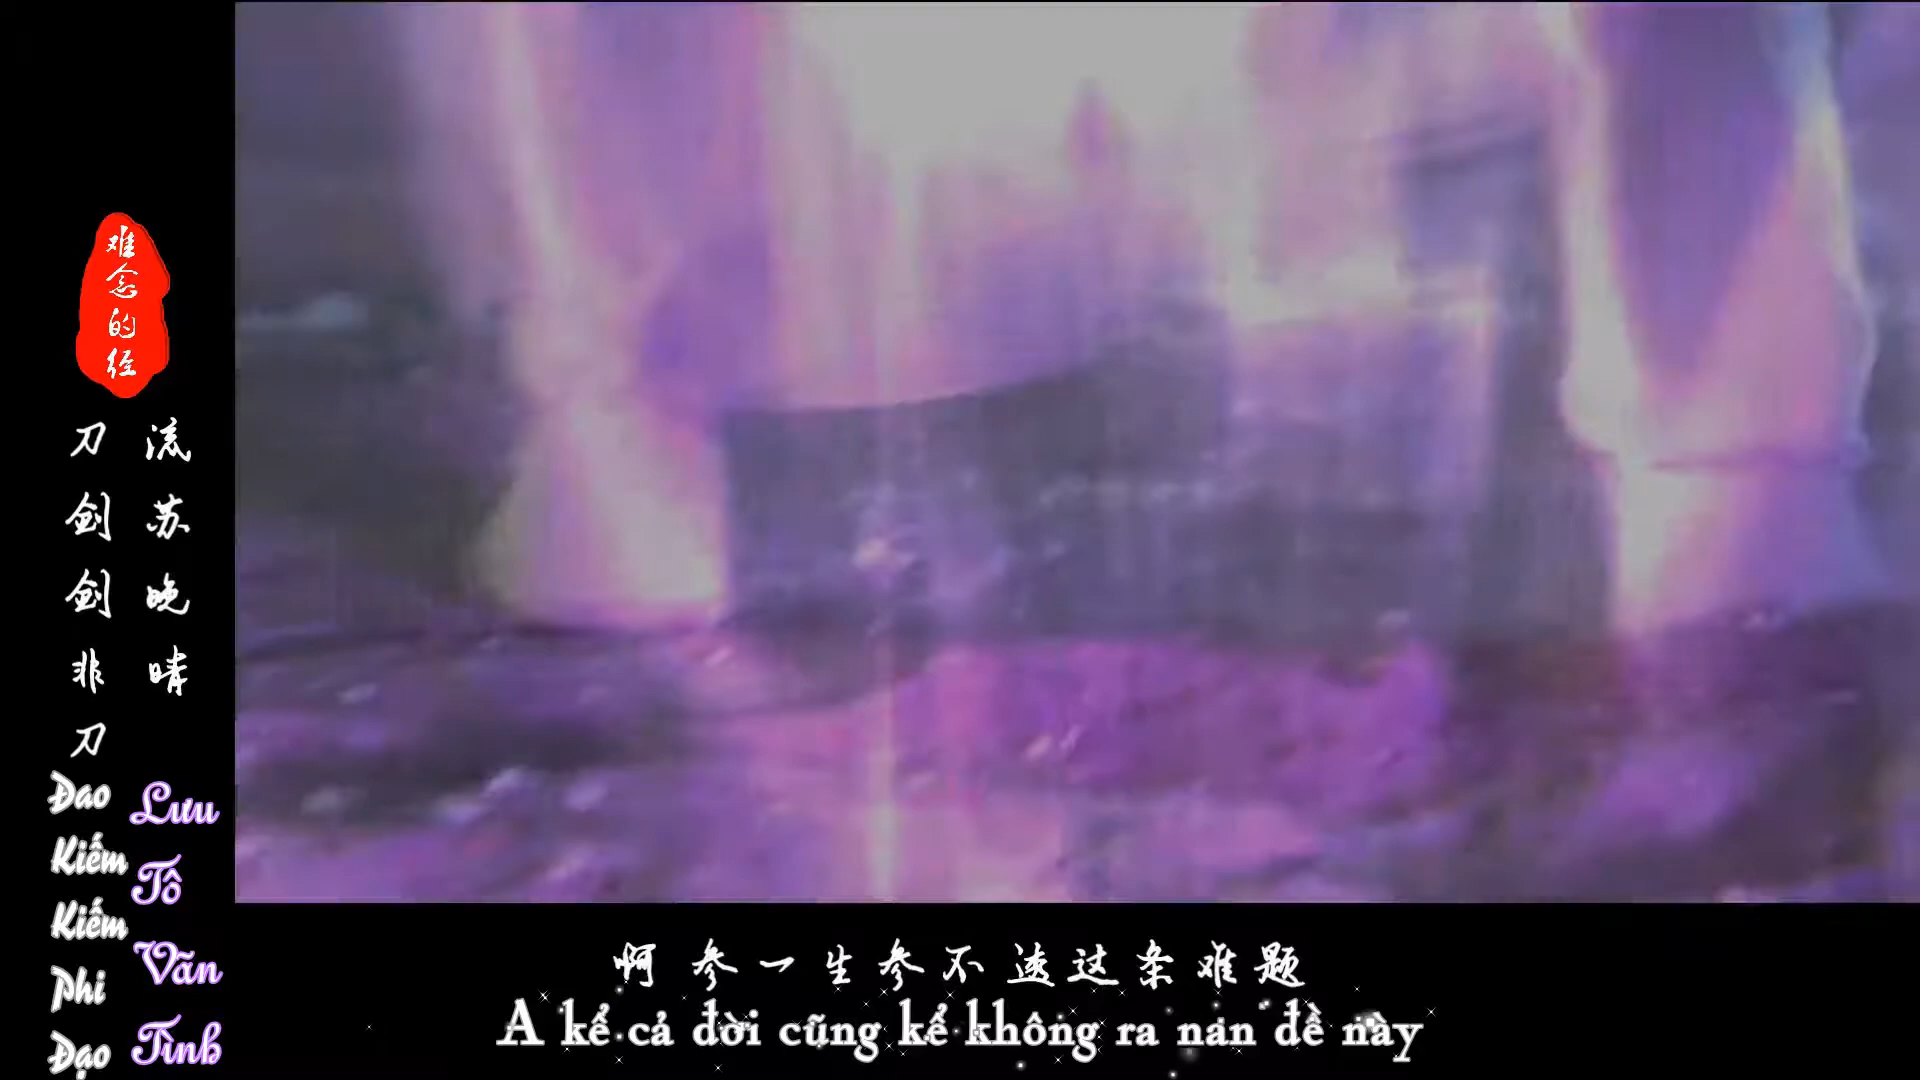 难念的经
刀剑剑非刀
流苏晚晴
Đao
Kiếm
Kiếm
Phi
Đạo
Lưu
Tô
Vãn
Tình
啊 参一生参不透这条难题
A kể cả đời cũng kể không ra nan đề này